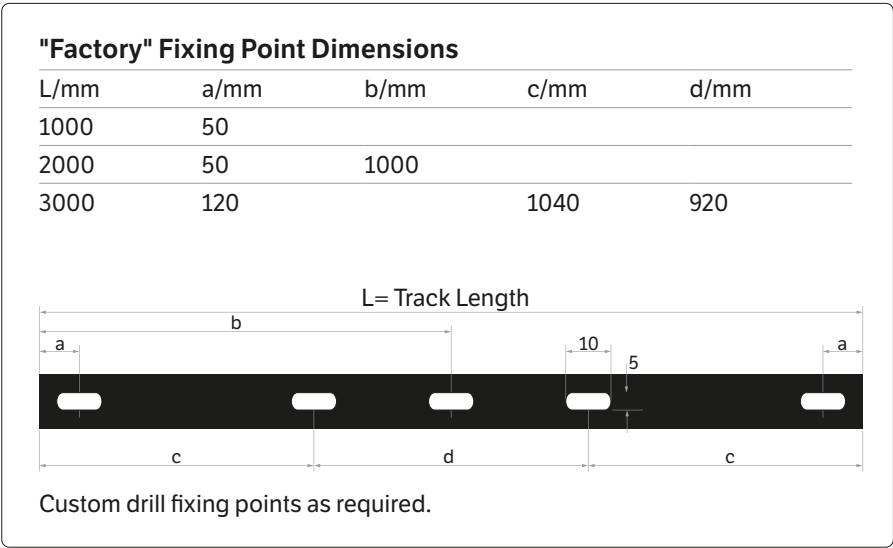 "Factory" Fixing Point Dimensions
L/mm a/mm b/mm c/mm d/mm
1000 50
2000 50 1000
3000 120 1040 920
L= Track Length
b
a 10 a
5
c d c
Custom drill fixing points as required.